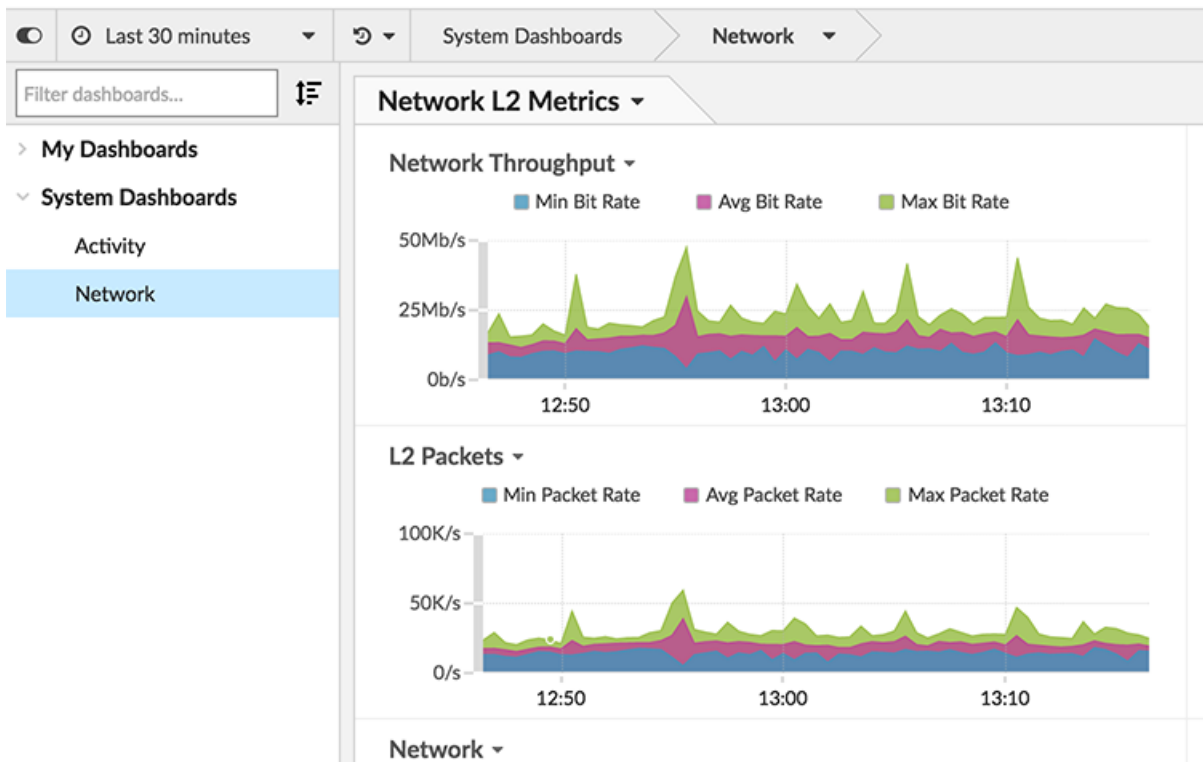 Last 30 minutes System Dashboards Network
Filter dashboards...
My Dashboards
System Dashboards
Activity
Network
Network L2 Metrics
Network Throughput
Min Bit Rate Avg Bit Rate Max Bit Rate
50Mb/s
25Mb/s
0b/s
12:50 13:00 13:10
L2 Packets
Min Packet Rate Avg Packet Rate Max Packet Rate
100K/s
50K/s
0/s
12:50 13:00 13:10
Network